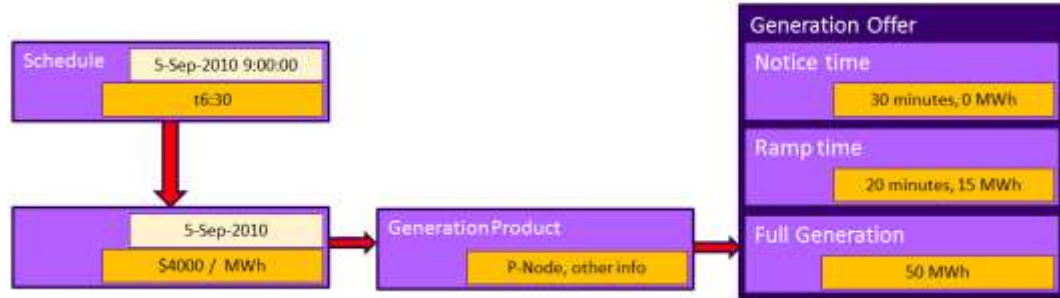 Schedule
5-Sep-2010 9:00:00
t6:30
5-Sep-2010
$4000 / MWh
Generation Product
P-Node, other info
Generation Offer
Notice time
30 minutes, 0 MWh
Ramp time
20 minutes, 15 MWh
Full Generation
50 MWh